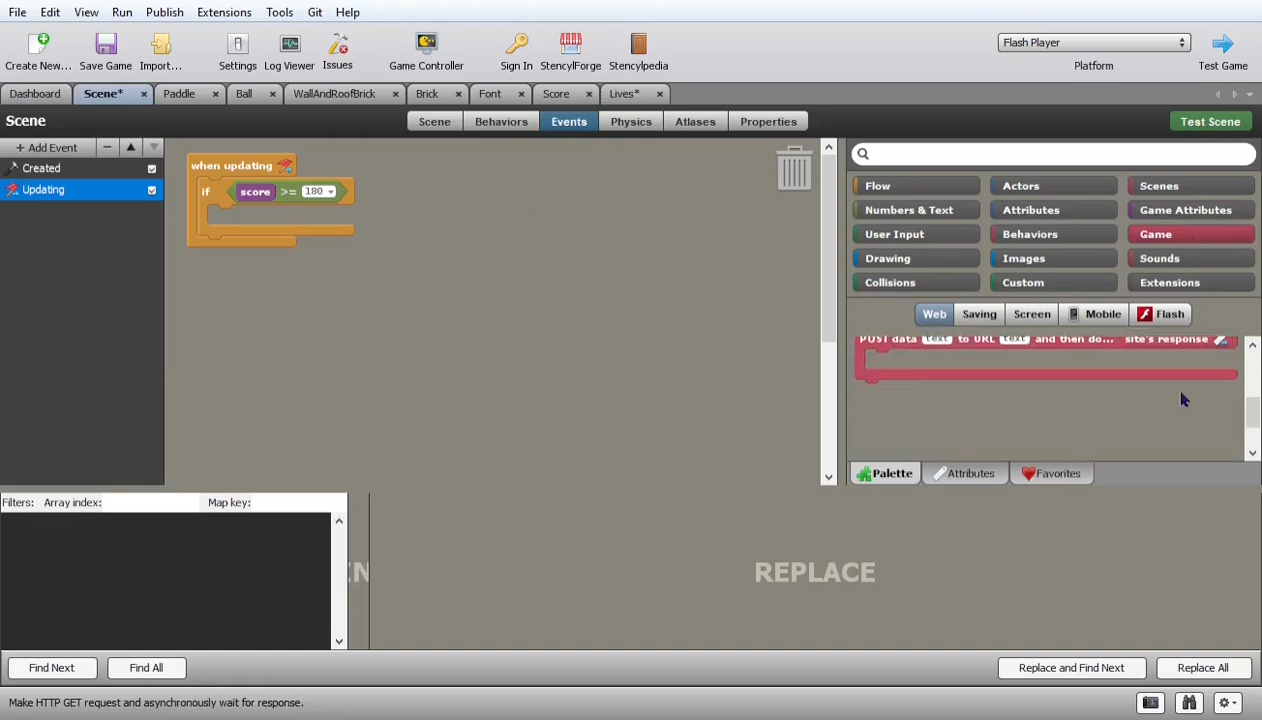 File Edit View Run Publish Extensions Tools Git Help
Create New... Save Game Import... Settings Log Viewer Issues Game Controller Sign In StencylForge Stencylpedia Flash Player Platform Test Game
Dashboard Scene* × Paddle × Ball × WallAndRoofBrick × Brick × Font × Score × Lives* ×
Scene Scene Behaviors Events Physics Atlases Properties Test Scene
+ Add Event
Created
Updating
when updating
if score >= 180
Flow Actors Scenes
Numbers & Text Attributes Game Attributes
User Input Behaviors Game
Drawing Images Sounds
Collisions Custom Extensions
Web Saving Screen Mobile Flash
POST data text to URL text and then do... site's response
Palette Attributes Favorites
Filters: Array index: Map key:
REPLACE
Find Next Find All Replace and Find Next Replace All
Make HTTP GET request and asynchronously wait for response.